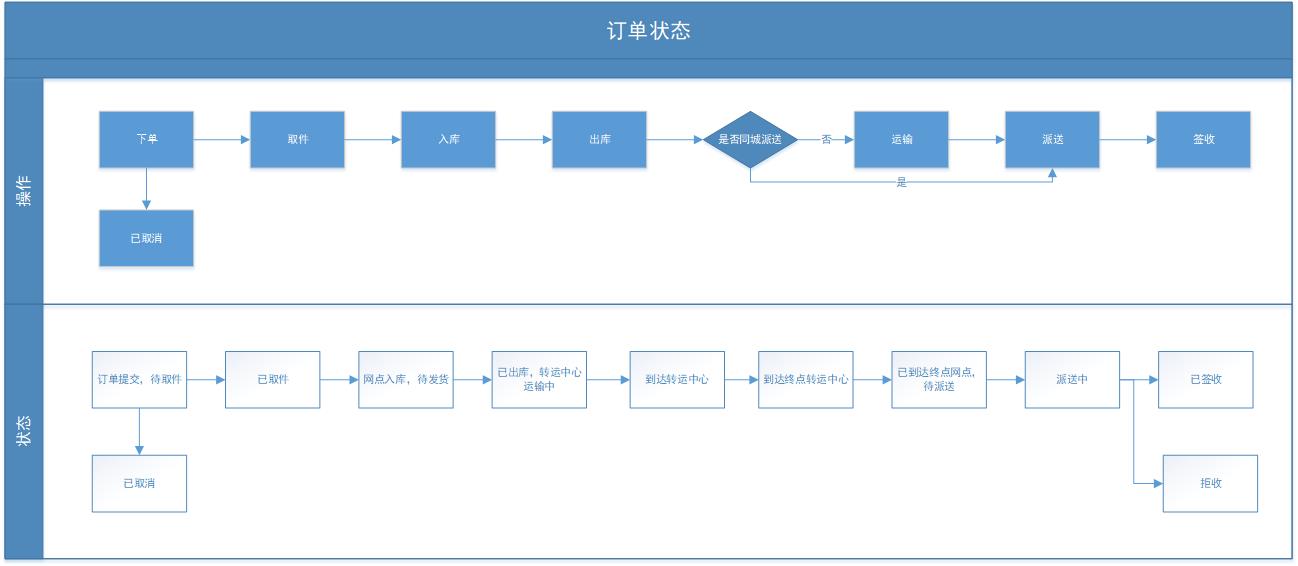 订单状态
操作
下单
取件
入库
出库
是否同城派送
否
运输
派送
签收
是
已取消
状态
订单提交，待取件
已取件
网点入库，待发货
已出库，转运中心
运输中
到达转运中心
到达终点转运中心
已到达终点网点，
待派送
派送中
已签收
已取消
拒收